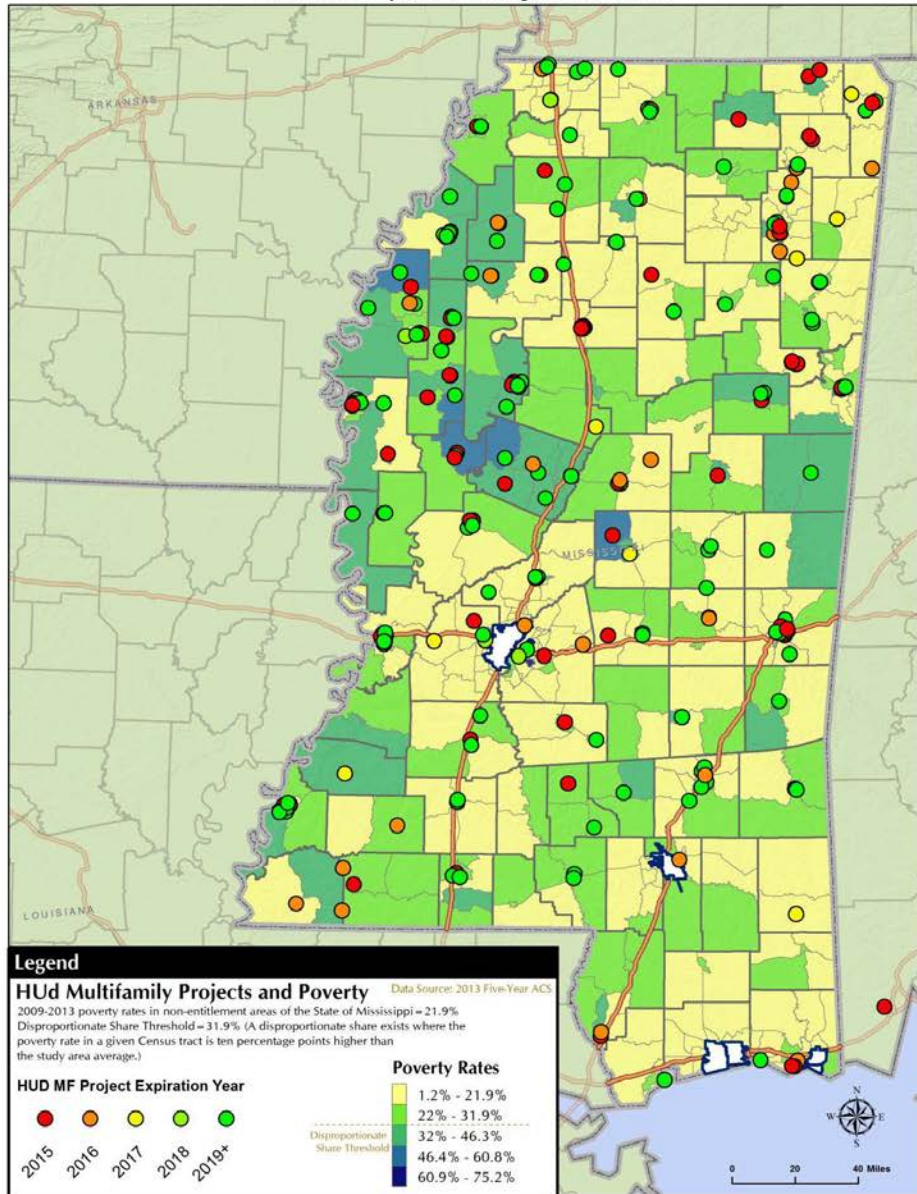 ARKANSAS
MISSISSIPPI
LOUISIANA
Legend
HUd Multifamily Projects and Poverty
Data Source: 2013 Five-Year ACS
2009-2013 poverty rates in non-entitlement areas of the State of Mississippi = 21.9%
Disproportionate Share Threshold = 31.9% (A disproportionate share exists where the
poverty rate in a given Census tract is ten percentage points higher than
the study area average.)
HUD MF Project Expiration Year
2015
2016
2017
2018
2019+
Poverty Rates
1.2% - 21.9%
22% - 31.9%
Disproportionate
Share Threshold
32% - 46.3%
46.4% - 60.8%
60.9% - 75.2%
N
W
E
S
0 20 40 Miles